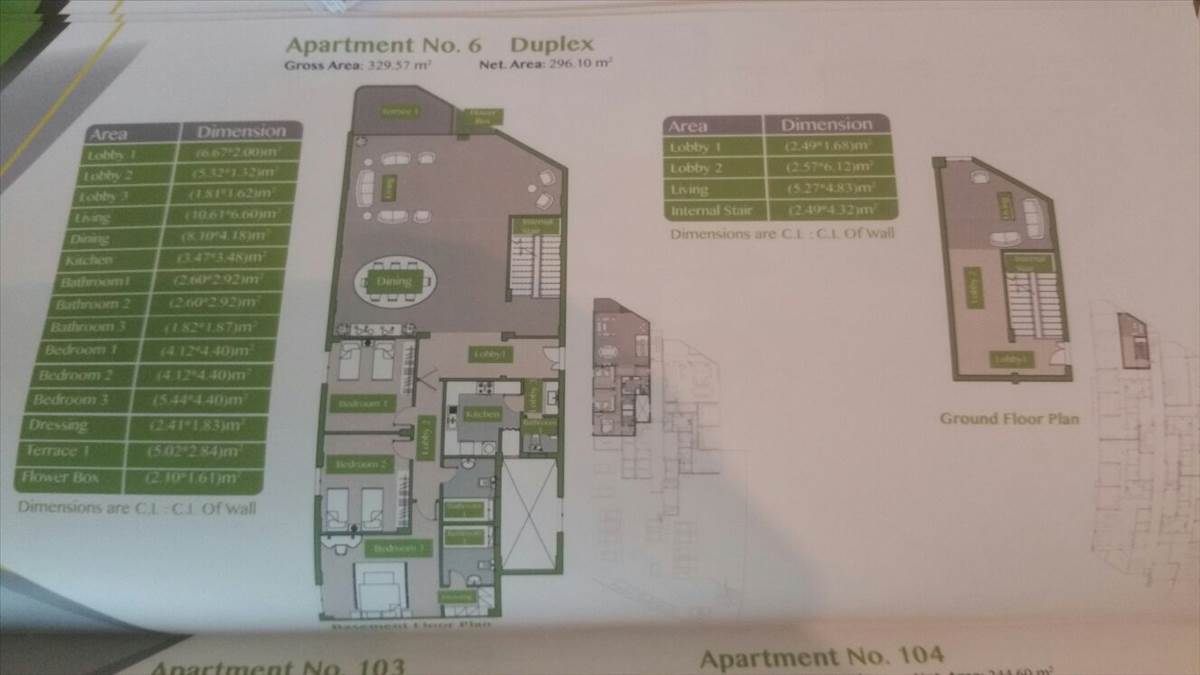 Apartment No. 6 Duplex
Gross Area: 329.57 m² Net. Area: 296.10 m²
Area Dimension
Lobby 1 (6.67*2.00)m²
Lobby 2 (5.32*1.32)m²
Lobby 3 (1.81*1.62)m²
Living (10.61*6.60)m²
Dining (8.10*4.18)m²
Kitchen (3.47*3.48)m²
Bathroom1 (2.60*2.92)m²
Bathroom 2 (2.60*2.92)m²
Bathroom 3 (1.82*1.87)m²
Bedroom 1 (4.12*4.40)m²
Bedroom 2 (4.12*4.40)m²
Bedroom 3 (5.44*4.40)m²
Dressing (2.41*1.83)m²
Terrace 1 (5.02*2.84)m²
Flower Box (2.10*1.61)m²
Dimensions are C.L : C.L Of Wall
Terrace 1
Flower
Box
Living
Internal
Stair
Dining
Lobby1
Bedroom 1
Kitchen
Lobby 2
Bedroom 2
Bedroom 3
Dressing
Basement Floor Plan
Area Dimension
Lobby 1 (2.49*1.68)m²
Lobby 2 (2.57*6.12)m²
Living (5.27*4.83)m²
Internal Stair (2.49*4.32)m²
Dimensions are C.L : C.L Of Wall
Living
Internal
Stair
Lobby 2
Lobby1
Ground Floor Plan
Apartment No. 103
Apartment No. 104
244.60 m²